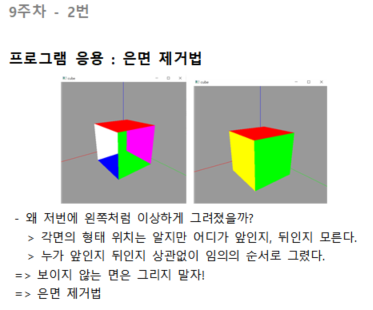 9주차 - 2번
프로그램 응용 : 은면 제거법
cube
cube
- 왜 저번에 왼쪽처럼 이상하게 그려졌을까?
> 각면의 형태 위치는 알지만 어디가 앞인지, 뒤인지 모른다.
> 누가 앞인지 뒤인지 상관없이 임의의 순서로 그렸다.
=> 보이지 않는 면은 그리지 말자!
=> 은면 제거법